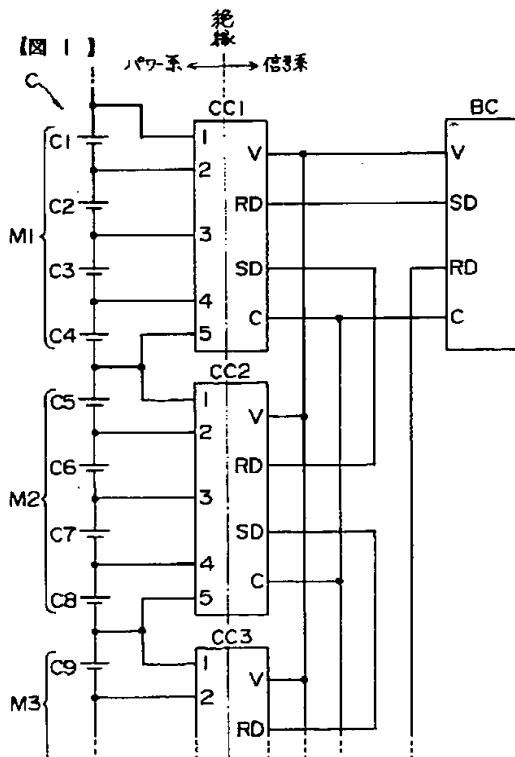 絶縁
【図 1】
パワー系 ← → 信号系
C
CC1
BC
C1
C2
C3
C4
M1
1
2
3
4
5
V
RD
SD
C
V
SD
RD
C
CC2
C5
C6
C7
C8
M2
1
2
3
4
5
V
RD
SD
C
CC3
C9
M3
1
2
V
RD